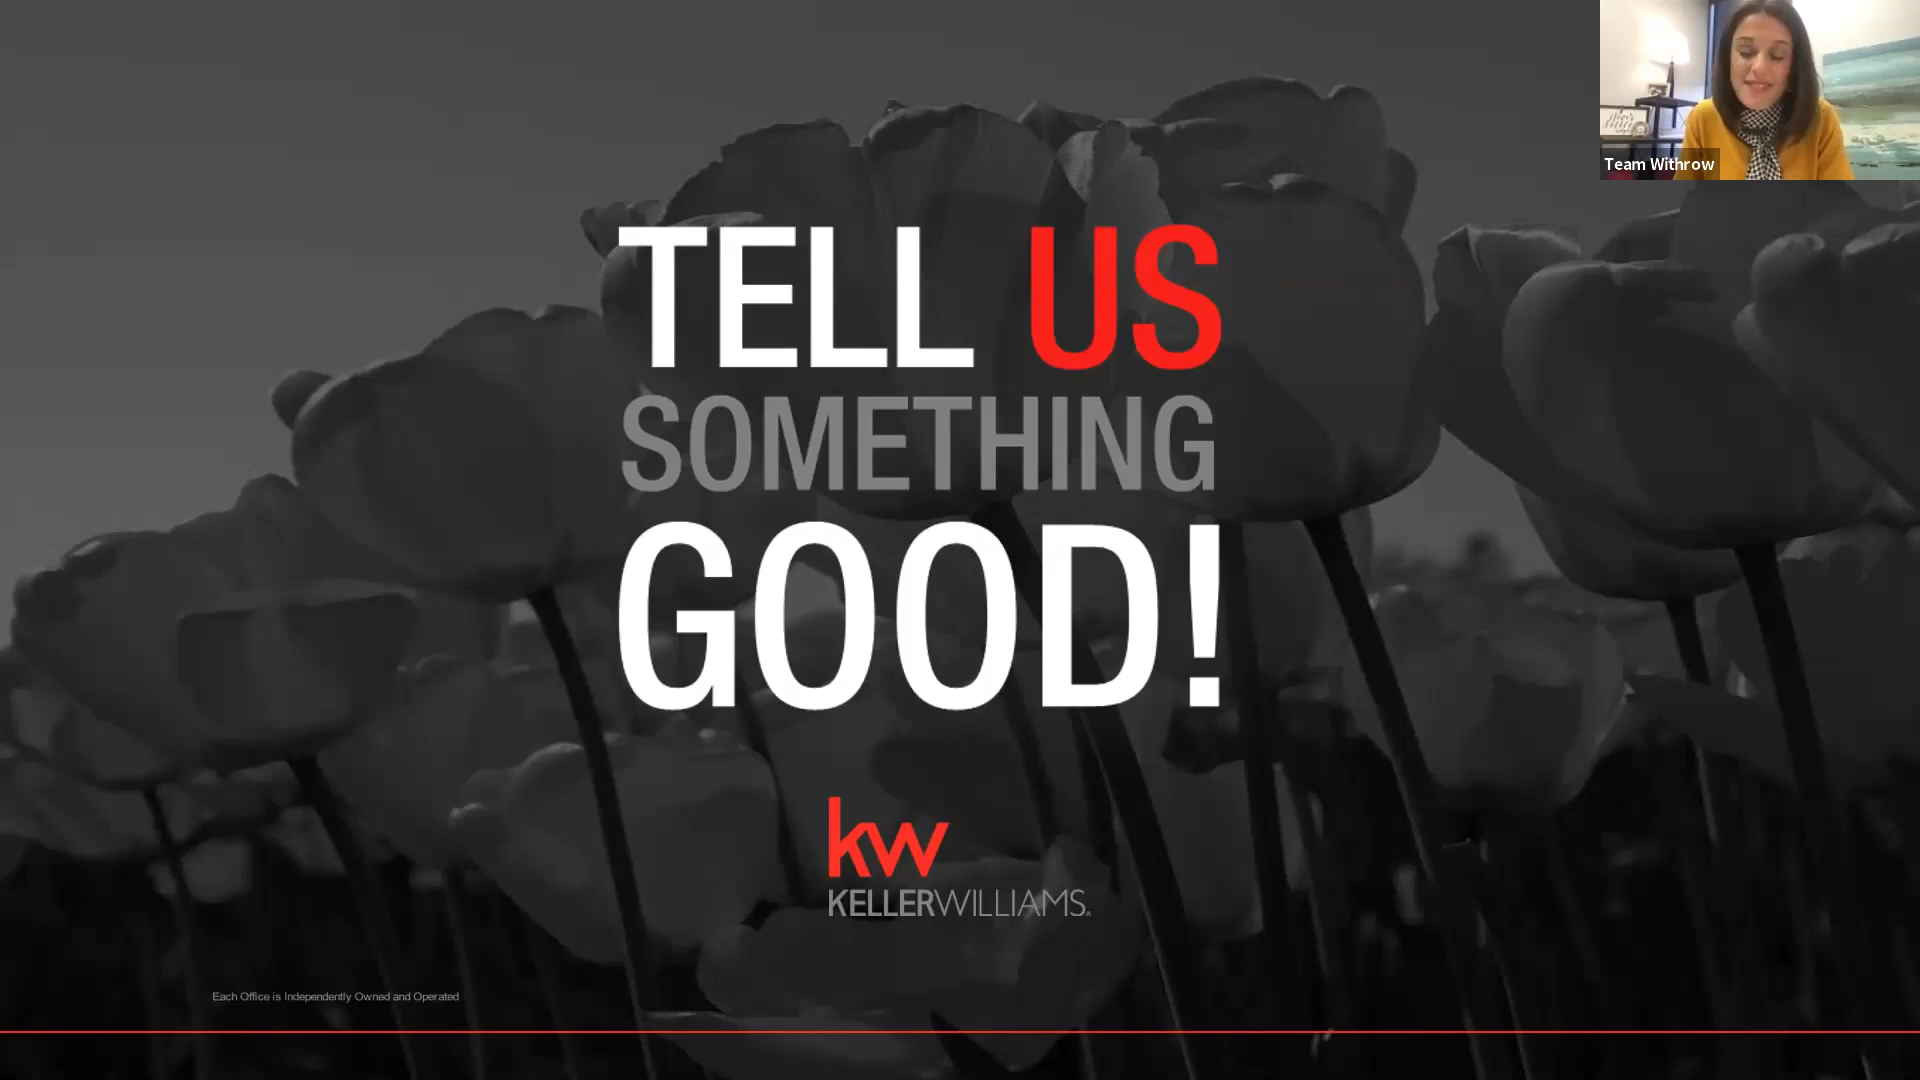 TELL US
SOMETHING
GOOD!
kw
KELLERWILLIAMS
Each Office is Independently Owned and Operated
Team Withrow